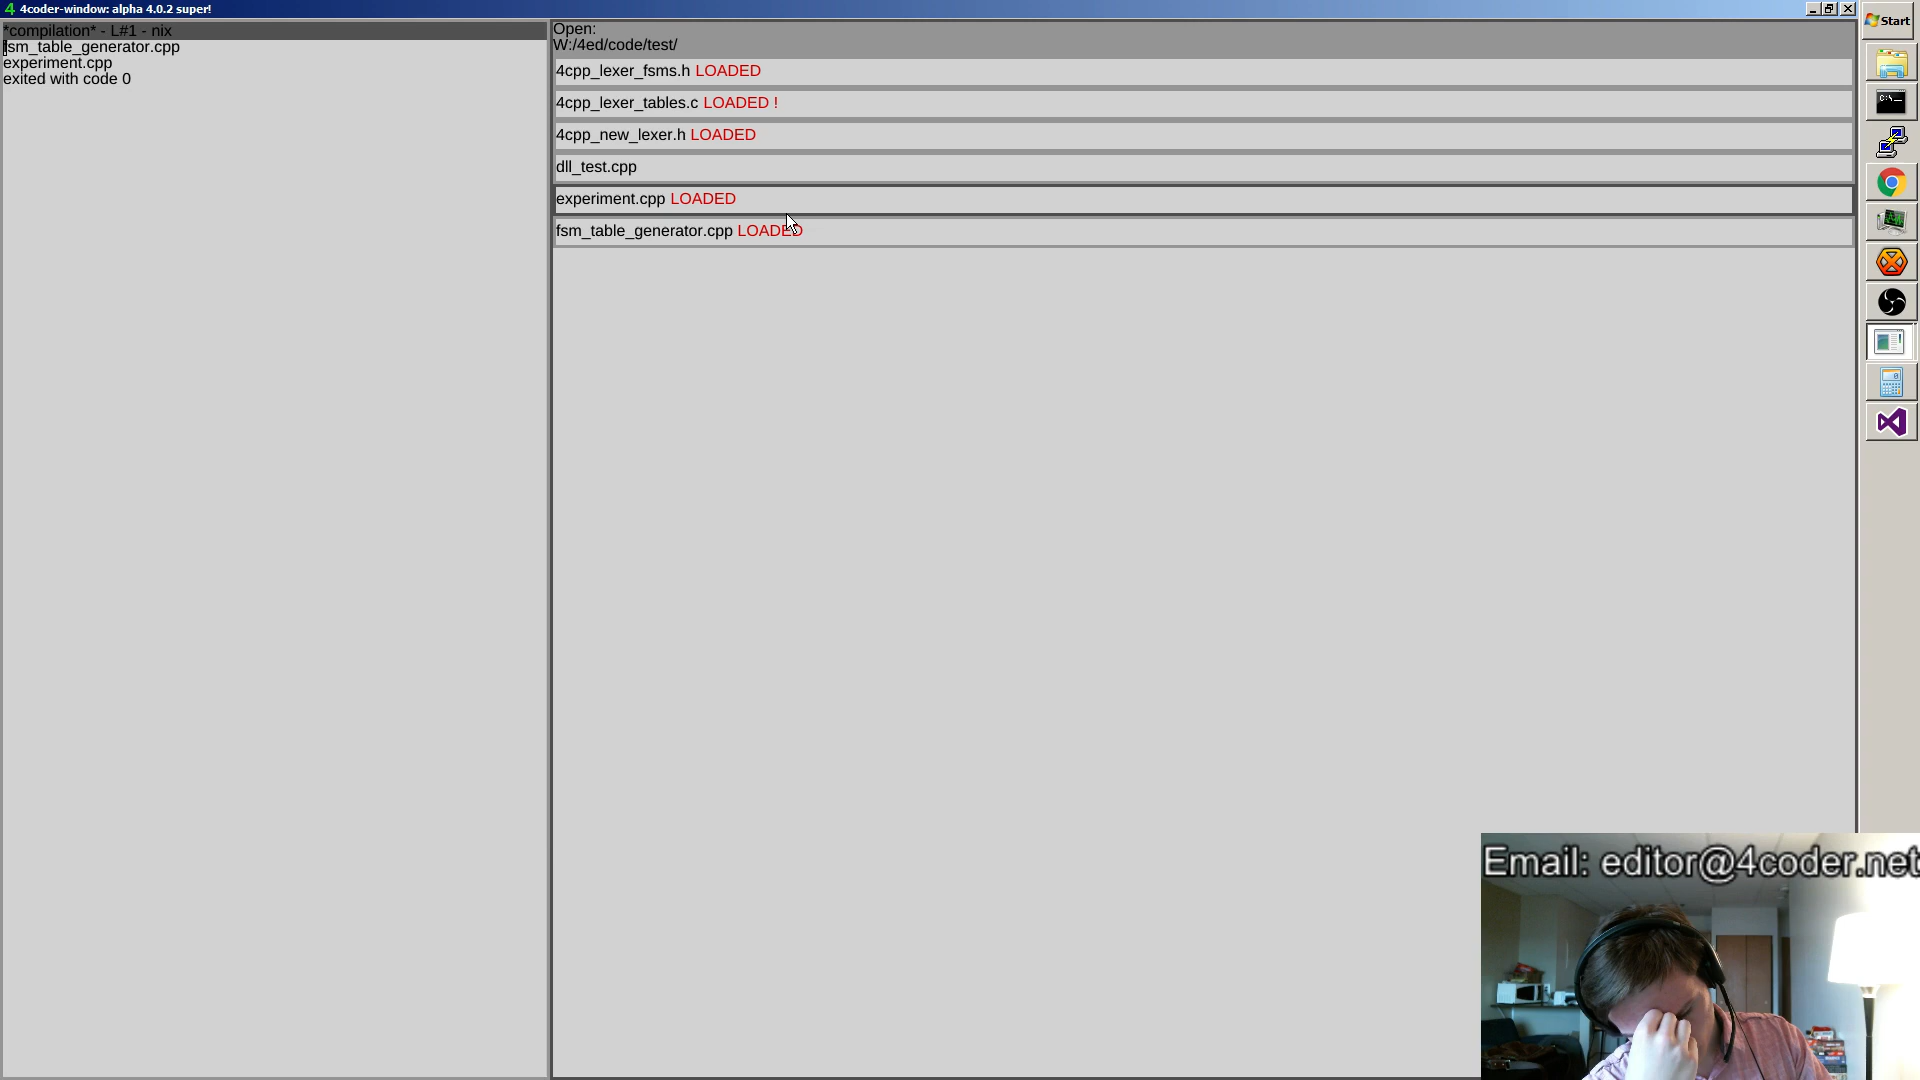 4 4coder-window: alpha 4.0.2 super!
Start
*compilation* - L#1 - nix
fsm_table_generator.cpp
experiment.cpp
exited with code 0
Open:
W:/4ed/code/test/
4cpp_lexer_fsms.h LOADED
4cpp_lexer_tables.c LOADED !
4cpp_new_lexer.h LOADED
dll_test.cpp
experiment.cpp LOADED
fsm_table_generator.cpp LOADED
C:\_
Email: editor@4coder.net